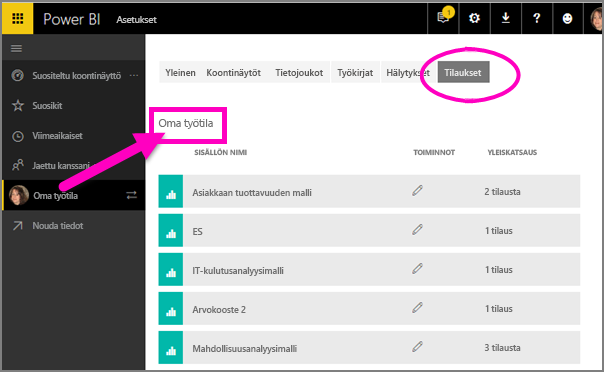 Power BI Asetukset 1 ?
Suositeltu koontinäyttö ...
Suosikit
Viimeaikaiset
Jaettu kanssani
Oma työtila
Nouda tiedot
Yleinen Koontinäytöt Tietojoukot Työkirjat Hälytykset Tilaukset
Oma työtila
SISÄLLÖN NIMI TOIMINNOT YLEISKATSAUS
Asiakkaan tuottavuuden malli 2 tilausta
ES 1 tilaus
IT-kulutusanalyysimalli 1 tilaus
Arvokooste 2 1 tilaus
Mahdollisuusanalyysimalli 3 tilausta